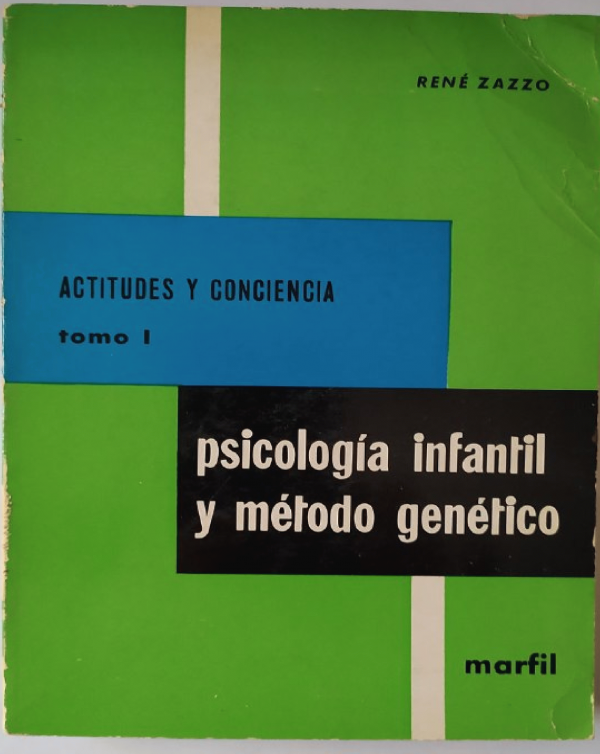 RENÉ ZAZZO
ACTITUDES Y CONCIENCIA
tomo I
psicología infantil
y método genético
marfil